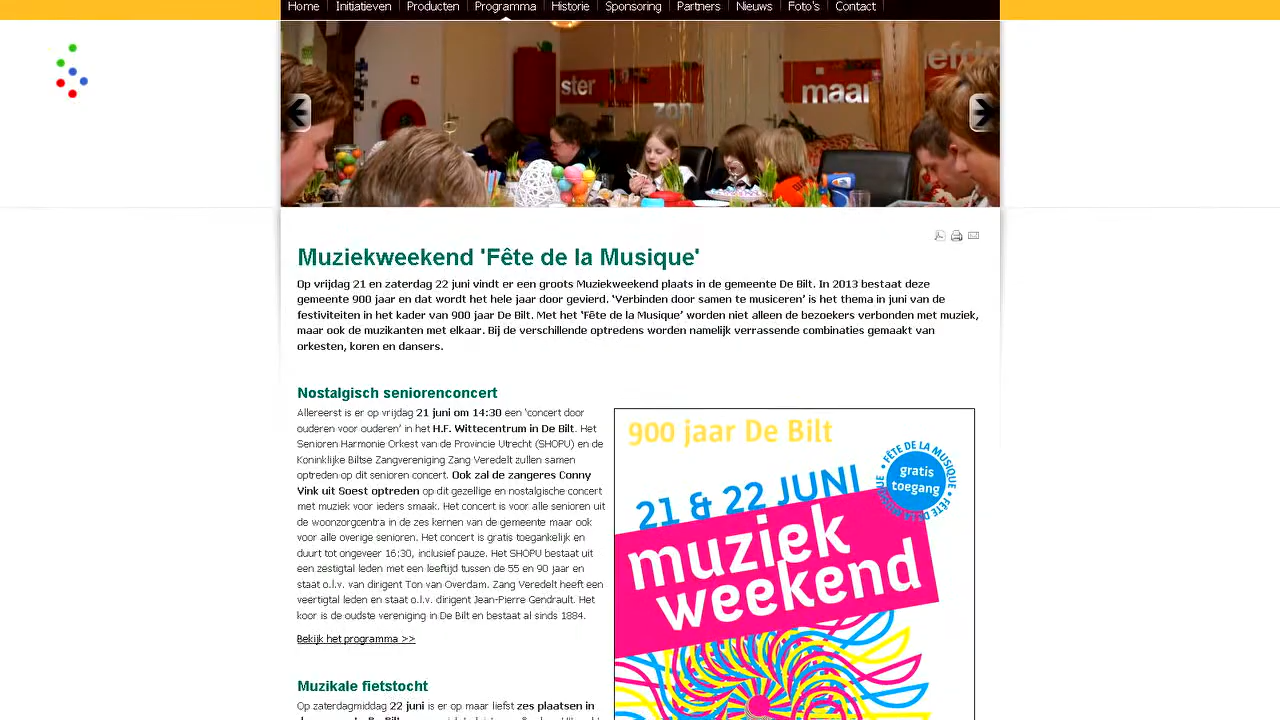 Home Initiatieven Producten Programma Historie Sponsoring Partners Nieuws Foto's Contact
ster
zon
maar
iefde
Muziekweekend 'Fête de la Musique'
Op vrijdag 21 en zaterdag 22 juni vindt er een groots Muziekweekend plaats in de gemeente De Bilt. In 2013 bestaat deze
gemeente 900 jaar en dat wordt het hele jaar door gevierd. ‘Verbinden door samen te musiceren’ is het thema in juni van de
festiviteiten in het kader van 900 jaar De Bilt. Met het ‘Fête de la Musique’ worden niet alleen de bezoekers verbonden met muziek,
maar ook de muzikanten met elkaar. Bij de verschillende optredens worden namelijk verrassende combinaties gemaakt van
orkesten, koren en dansers.
Nostalgisch seniorenconcert
Allereerst is er op vrijdag 21 juni om 14:30 een ‘concert door
ouderen voor ouderen’ in het H.F. Wittecentrum in De Bilt. Het
Senioren Harmonie Orkest van de Provincie Utrecht (SHOPU) en de
Koninklijke Biltse Zangvereniging Zang Veredelt zullen samen
optreden op dit senioren concert. Ook zal de zangeres Conny
Vink uit Soest optreden op dit gezellige en nostalgische concert
met muziek voor ieders smaak. Het concert is voor alle senioren uit
de woonzorgcentra in de zes kernen van de gemeente maar ook
voor alle overige senioren. Het concert is gratis toegankelijk en
duurt tot ongeveer 16:30, inclusief pauze. Het SHOPU bestaat uit
een zestigtal leden met een leeftijd tussen de 55 en 90 jaar en
staat o.l.v. van dirigent Ton van Overdam. Zang Veredelt heeft een
veertigtal leden en staat o.l.v. dirigent Jean-Pierre Gendrault. Het
koor is de oudste vereniging in De Bilt en bestaat al sinds 1884.
Bekijk het programma >>
Muzikale fietstocht
Op zaterdagmiddag 22 juni is er op maar liefst zes plaatsen in
900 jaar De Bilt
• FÊTE DE LA MUSIQUE • FÊTE DE LA MUSIQUE
gratis
toegang
21 & 22 JUNI
muziek
weekend